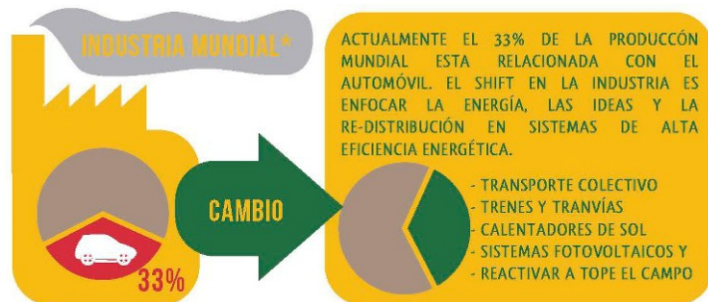 INDUSTRIA MUNDIAL*
33%
CAMBIO
ACTUALMENTE EL 33% DE LA PRODUCCÓN
MUNDIAL ESTA RELACIONADA CON EL
AUTOMÓVIL. EL SHIFT EN LA INDUSTRIA ES
ENFOCAR LA ENERGÍA, LAS IDEAS Y LA
RE-DISTRIBUCIÓN EN SISTEMAS DE ALTA
EFICIENCIA ENERGÉTICA.
- TRANSPORTE COLECTIVO
- TRENES Y TRANVÍAS
- CALENTADORES DE SOL
- SISTEMAS FOTOVOLTAICOS Y
- REACTIVAR A TOPE EL CAMPO